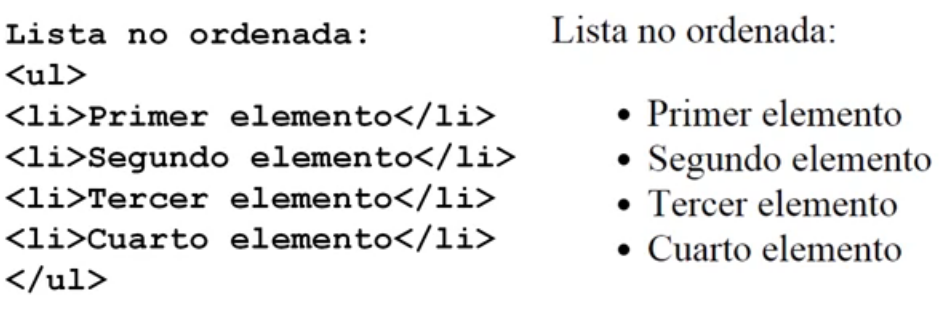 Lista no ordenada:
<ul>
<li>Primer elemento</li>
<li>Segundo elemento</li>
<li>Tercer elemento</li>
<li>Cuarto elemento</li>
</ul>
Lista no ordenada:
• Primer elemento
• Segundo elemento
• Tercer elemento
• Cuarto elemento